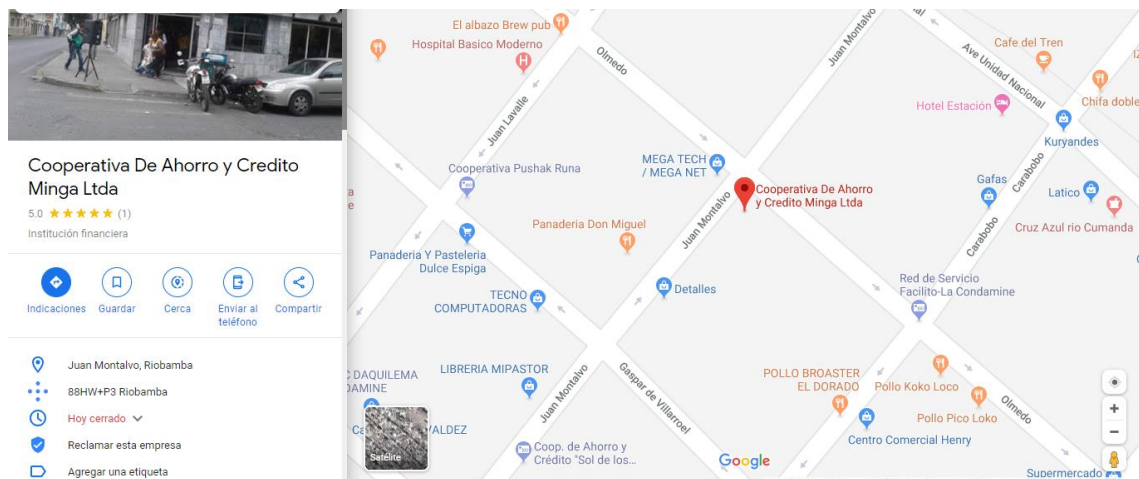 Cooperativa De Ahorro y Credito
Minga Ltda
5.0 ★★★★★ (1)
Institución financiera
Indicaciones
Guardar
Cerca
Enviar al
teléfono
Compartir
Juan Montalvo, Riobamba
88HW+P3 Riobamba
Hoy cerrado
Reclamar esta empresa
Agregar una etiqueta
El albazo Brew pub
Hospital Basico Moderno
Olmedo
Juan Montalvo
Ave Unidad Nacional
Cafe del Tren
Hotel Estación
Chifa doble
Kuryandes
Juan Lavalle
Cooperativa Pushak Runa
MEGA TECH
/ MEGA NET
Cooperativa De Ahorro
y Credito Minga Ltda
Gafas
Carabobo
Latico
Cruz Azul rio Cumanda
Panaderia Don Miguel
Juan Montalvo
Carabobo
Panaderia Y Pasteleria
Dulce Espiga
Detalles
Red de Servicio
Facilito-La Condamine
TECNO
COMPUTADORAS
C DAQUILEMA
DAMINE
LIBRERIA MIPASTOR
Juan Montalvo
Gaspar de Villarroel
POLLO BROASTER
EL DORADO
Pollo Koko Loco
Pollo Pico Loko
Olmedo
Ca
VALDEZ
Satélite
Coop. de Ahorro y
Crédito "Sol de los...
Centro Comercial Henry
Google
Supermercado